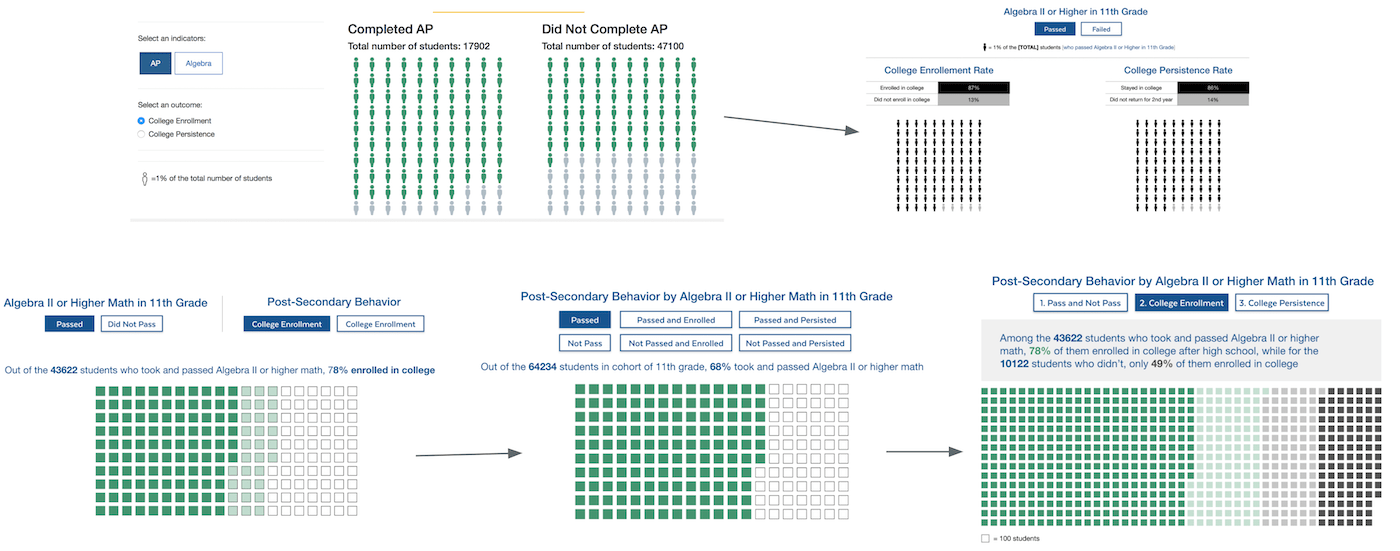 Select an indicators:
AP
Algebra
Select an outcome:
College Enrollment
College Persistence
=1% of the total number of students
Completed AP
Total number of students: 17902
Did Not Complete AP
Total number of students: 47100
Algebra II or Higher in 11th Grade
Passed
Failed
= 1% of the [TOTAL] students (who passed Algebra II or Higher in 11th Grade)
College Enrollement Rate
Enrolled in college 87%
Did not enroll in college 13%
College Persistence Rate
Stayed in college 86%
Did not return for 2nd year 14%
Algebra II or Higher Math in 11th Grade
Passed
Did Not Pass
Post-Secondary Behavior
College Enrollment
College Enrollment
Out of the 43622 students who took and passed Algebra II or higher math, 78% enrolled in college
Post-Secondary Behavior by Algebra II or Higher Math in 11th Grade
Passed
Passed and Enrolled
Passed and Persisted
Not Pass
Not Passed and Enrolled
Not Passed and Persisted
Out of the 64234 students in cohort of 11th grade, 68% took and passed Algebra II or higher math
Post-Secondary Behavior by Algebra II or Higher Math in 11th Grade
1. Pass and Not Pass
2. College Enrollment
3. College Persistence
Among the 43622 students who took and passed Algebra II or higher
math, 78% of them enrolled in college after high school, while for the
10122 students who didn't, only 49% of them enrolled in college
= 100 students